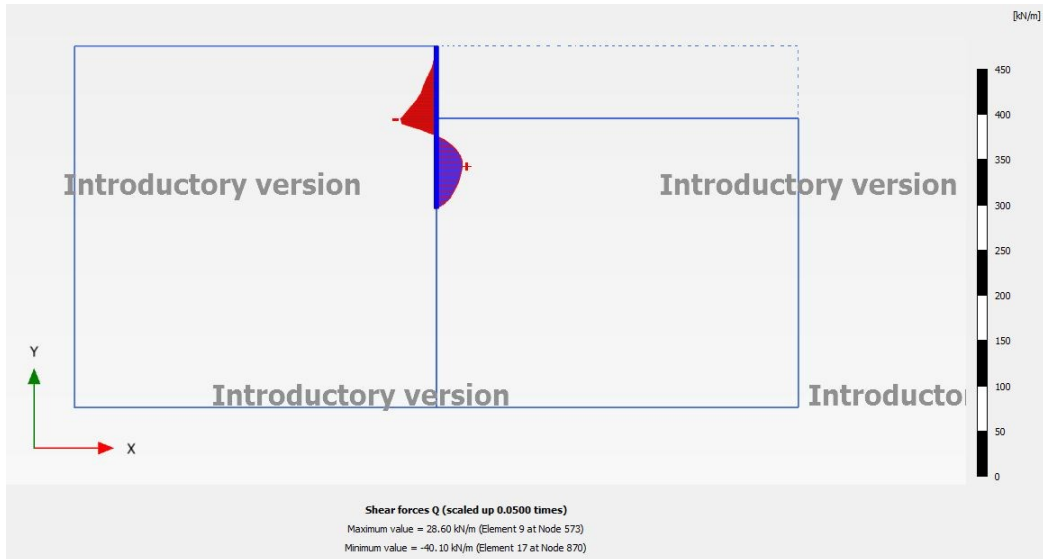 [kN/m]
450
400
Introductory version Introductory version
350
300
250
200
150
Y
Introductory version Introducto
100
50
X
0
Shear forces Q (scaled up 0.0500 times)
Maximum value = 28.60 kN/m (Element 9 at Node 573)
Minimum value = -40.10 kN/m (Element 17 at Node 870)